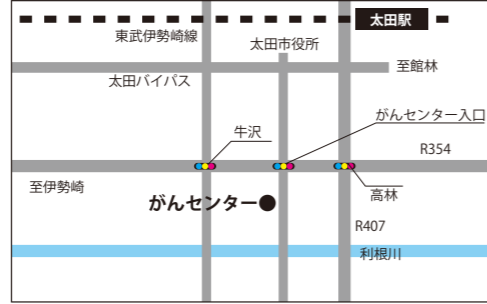 太田駅
東武伊勢崎線
太田市役所
至館林
太田バイパス
がんセンター入口
牛沢
R354
至伊勢崎
高林
がんセンター
R407
利根川